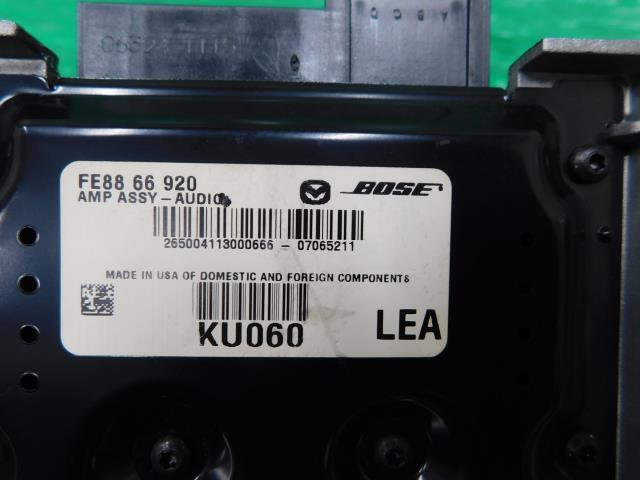 FE88 66 920
AMP ASSY-AUDIO
BOSE
265004113000666 - 07065211
MADE IN USA OF DOMESTIC AND FOREIGN COMPONENTS
KU060
LEA